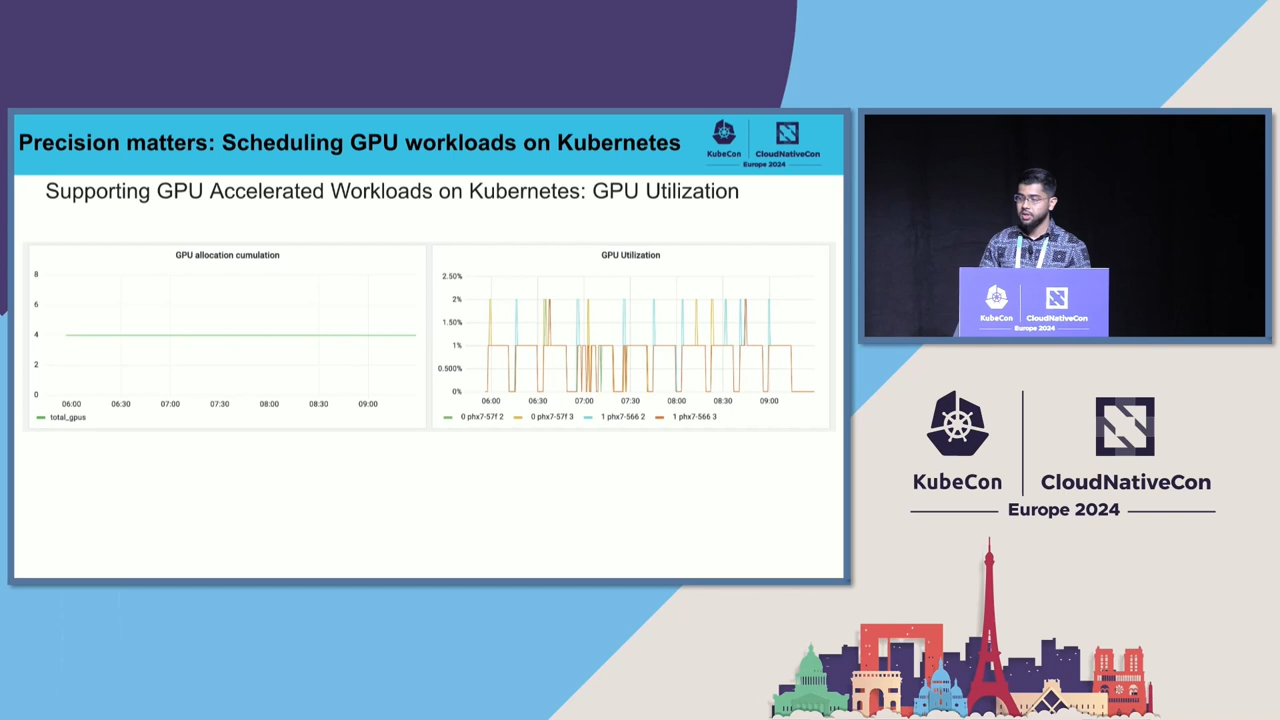 Precision matters: Scheduling GPU workloads on Kubernetes
KubeCon
CloudNativeCon
Europe 2024
Supporting GPU Accelerated Workloads on Kubernetes: GPU Utilization
GPU allocation cumulation
8
6
4
2
0
06:00 06:30 07:00 07:30 08:00 08:30 09:00
total_gpus
GPU Utilization
2.50%
2%
1.50%
1%
0.500%
0%
06:00 06:30 07:00 07:30 08:00 08:30 09:00
0 phx7-57f 2 0 phx7-57f 3 1 phx7-566 2 1 phx7-566 3
KubeCon
CloudNativeCon
Europe 2024
KubeCon
CloudNativeCon
Europe 2024